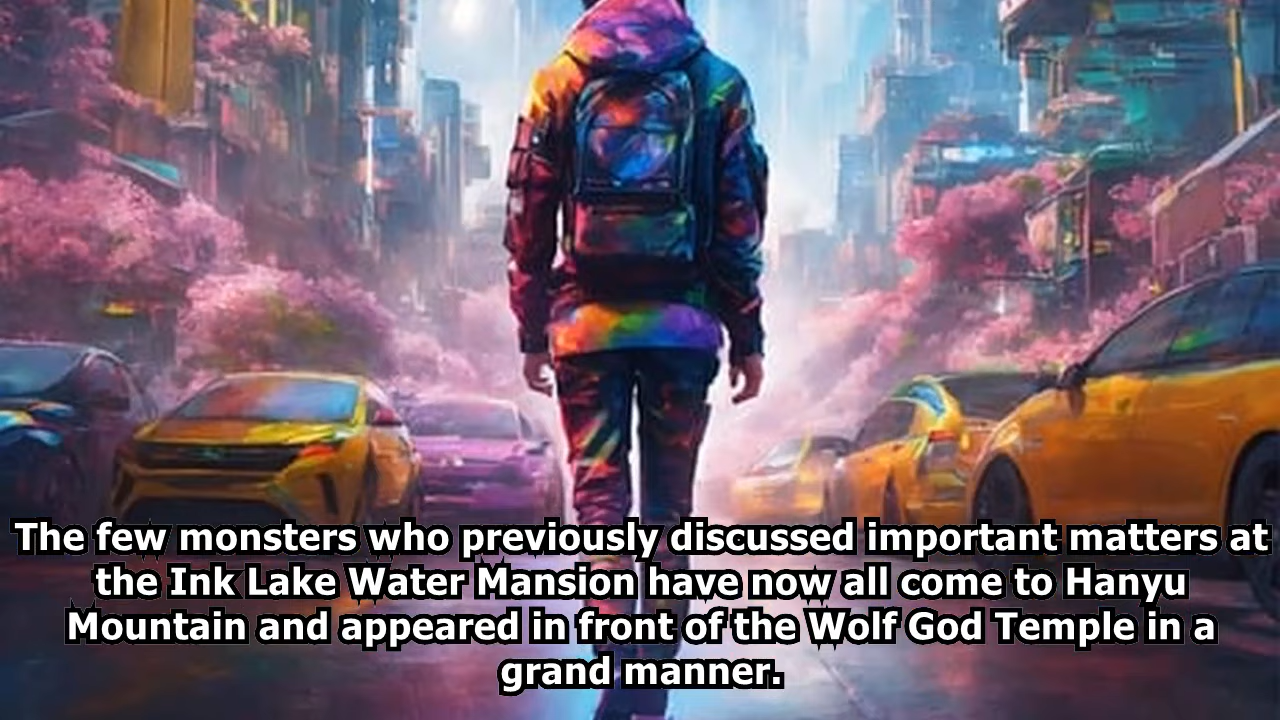 The few monsters who previously discussed important matters at
the Ink Lake Water Mansion have now all come to Hanyu
Mountain and appeared in front of the Wolf God Temple in a
grand manner.